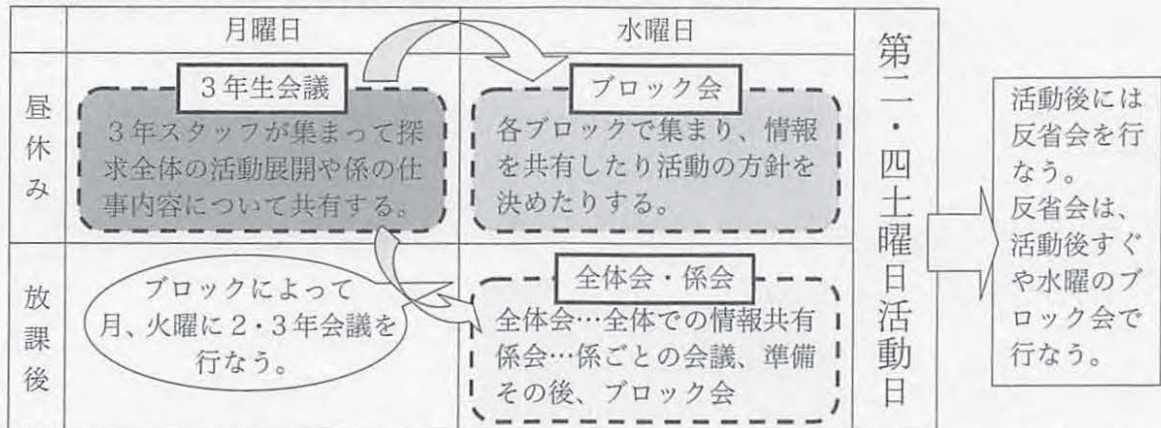 月曜日
水曜日
昼休み
3年生会議
3年スタッフが集まって探
求全体の活動展開や係の仕
事内容について共有する。
ブロック会
各ブロックで集まり、情報
を共有したり活動の方針を
決めたりする。
放課後
ブロックによって
月、火曜に2・3年会議を
行なう。
全体会・係会
全体会…全体での情報共有
係会…係ごとの会議、準備
その後、ブロック会
第二・四土曜日活動日
活動後には
反省会を行
なう。
反省会は、
活動後すぐ
や水曜のブ
ロック会で
行なう。